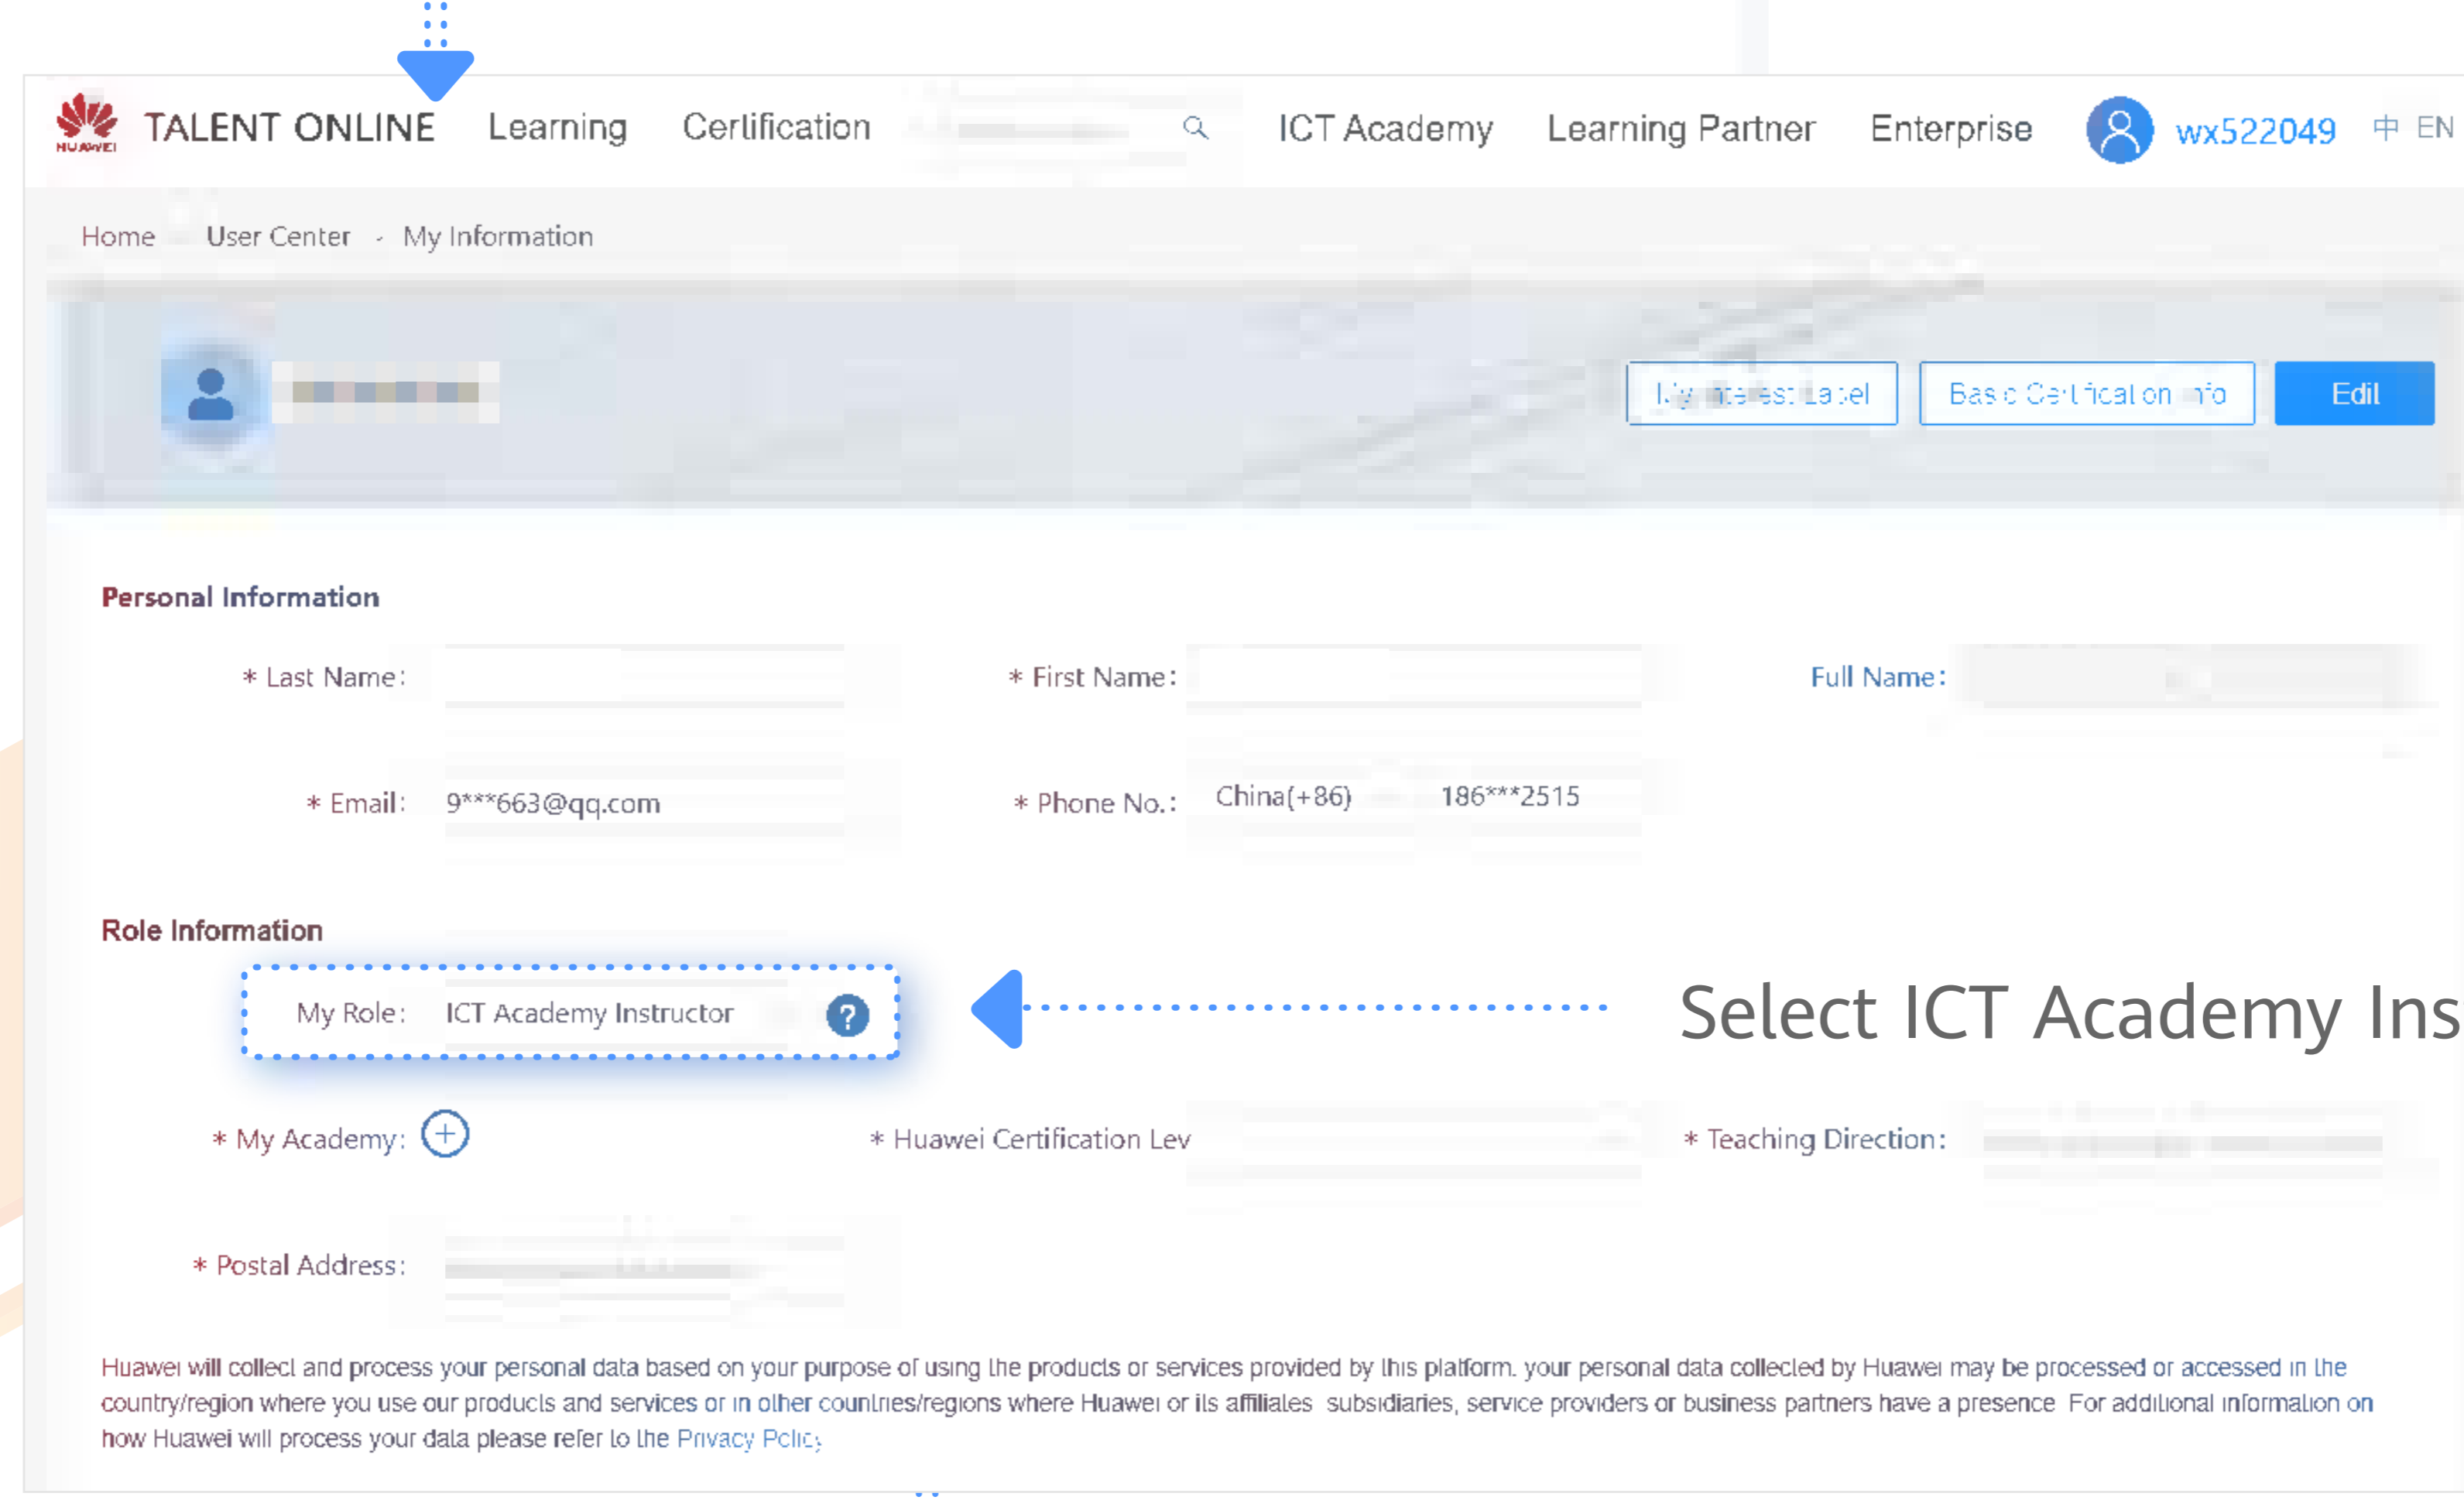 HUAWEI TALENT ONLINE Learning Certification ICT Academy Learning Partner Enterprise wx522049 中 EN
Home User Center - My Information
My Interest Label Basic Certification Info Edit
Personal Information
* Last Name: * First Name: Full Name:
* Email: 9***663@qq.com * Phone No.: China(+86) 186***2515
Role Information
My Role: ICT Academy Instructor ?
Select ICT Academy Ins
* My Academy: * Huawei Certification Lev * Teaching Direction:
* Postal Address:
Huawei will collect and process your personal data based on your purpose of using the products or services provided by this platform. your personal data collected by Huawei may be processed or accessed in the
country/region where you use our products and services or in other countries/regions where Huawei or its affiliates subsidiaries, service providers or business partners have a presence For additional information on
how Huawei will process your data please refer to the Privacy Policy